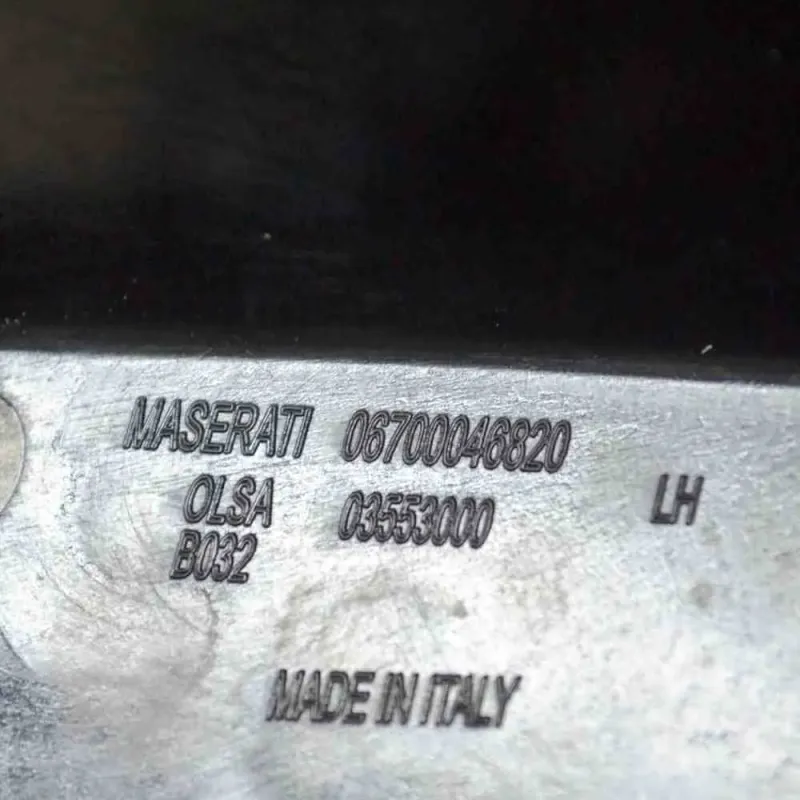 MASERATI 06700046820
OLSA 03553000 LH
B032
MADE IN ITALY